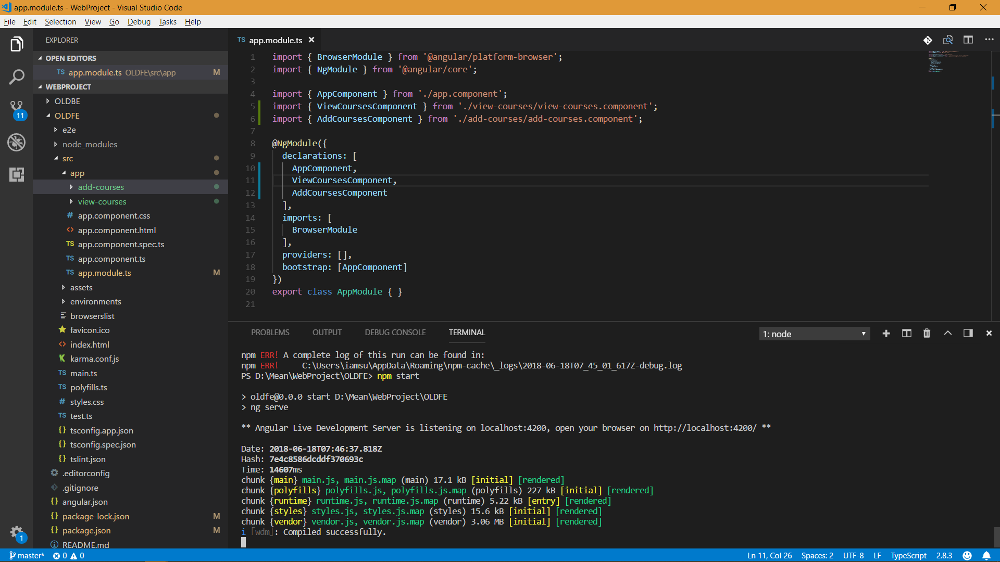 app.module.ts - WebProject - Visual Studio Code
File Edit Selection View Go Debug Tasks Help
EXPLORER
OPEN EDITORS
TS app.module.ts OLDFE\src\app M
WEBPROJECT
OLDBE
OLDFE
e2e
node_modules
src
app
add-courses
view-courses
# app.component.css
<> app.component.html
TS app.component.spec.ts
TS app.component.ts
TS app.module.ts M
assets
environments
browserslist
favicon.ico
<> index.html
K karma.conf.js
TS main.ts
TS polyfills.ts
# styles.css
TS test.ts
{} tsconfig.app.json
{} tsconfig.spec.json
{} tslint.json
.editorconfig
.gitignore
{} angular.json
{} package-lock.json M
{} package.json M
README.md
11
1
TS app.module.ts
1 import { BrowserModule } from '@angular/platform-browser';
2 import { NgModule } from '@angular/core';
3
4 import { AppComponent } from './app.component';
5 import { ViewCoursesComponent } from './view-courses/view-courses.component';
6 import { AddCoursesComponent } from './add-courses/add-courses.component';
7
8 @NgModule({
9 declarations: [
10 AppComponent,
11 ViewCoursesComponent,
12 AddCoursesComponent
13 ],
14 imports: [
15 BrowserModule
16 ],
17 providers: [],
18 bootstrap: [AppComponent]
19 })
20 export class AppModule { }
21
PROBLEMS OUTPUT DEBUG CONSOLE TERMINAL 1: node
npm ERR! A complete log of this run can be found in:
npm ERR! C:\Users\iamsu\AppData\Roaming\npm-cache\_logs\2018-06-18T07_45_01_617Z-debug.log
PS D:\Mean\WebProject\OLDFE> npm start
> oldfe@0.0.0 start D:\Mean\WebProject\OLDFE
> ng serve
** Angular Live Development Server is listening on localhost:4200, open your browser on http://localhost:4200/ **
Date: 2018-06-18T07:46:37.818Z
Hash: 7e4c8586dcddf370693c
Time: 14607ms
chunk {main} main.js, main.js.map (main) 17.1 kB [initial] [rendered]
chunk {polyfills} polyfills.js, polyfills.js.map (polyfills) 227 kB [initial] [rendered]
chunk {runtime} runtime.js, runtime.js.map (runtime) 5.22 kB [entry] [rendered]
chunk {styles} styles.js, styles.js.map (styles) 15.6 kB [initial] [rendered]
chunk {vendor} vendor.js, vendor.js.map (vendor) 3.06 MB [initial] [rendered]
i ｢wdm｣: Compiled successfully.
master* 0 0 Ln 11, Col 26 Spaces: 2 UTF-8 LF TypeScript 2.8.3